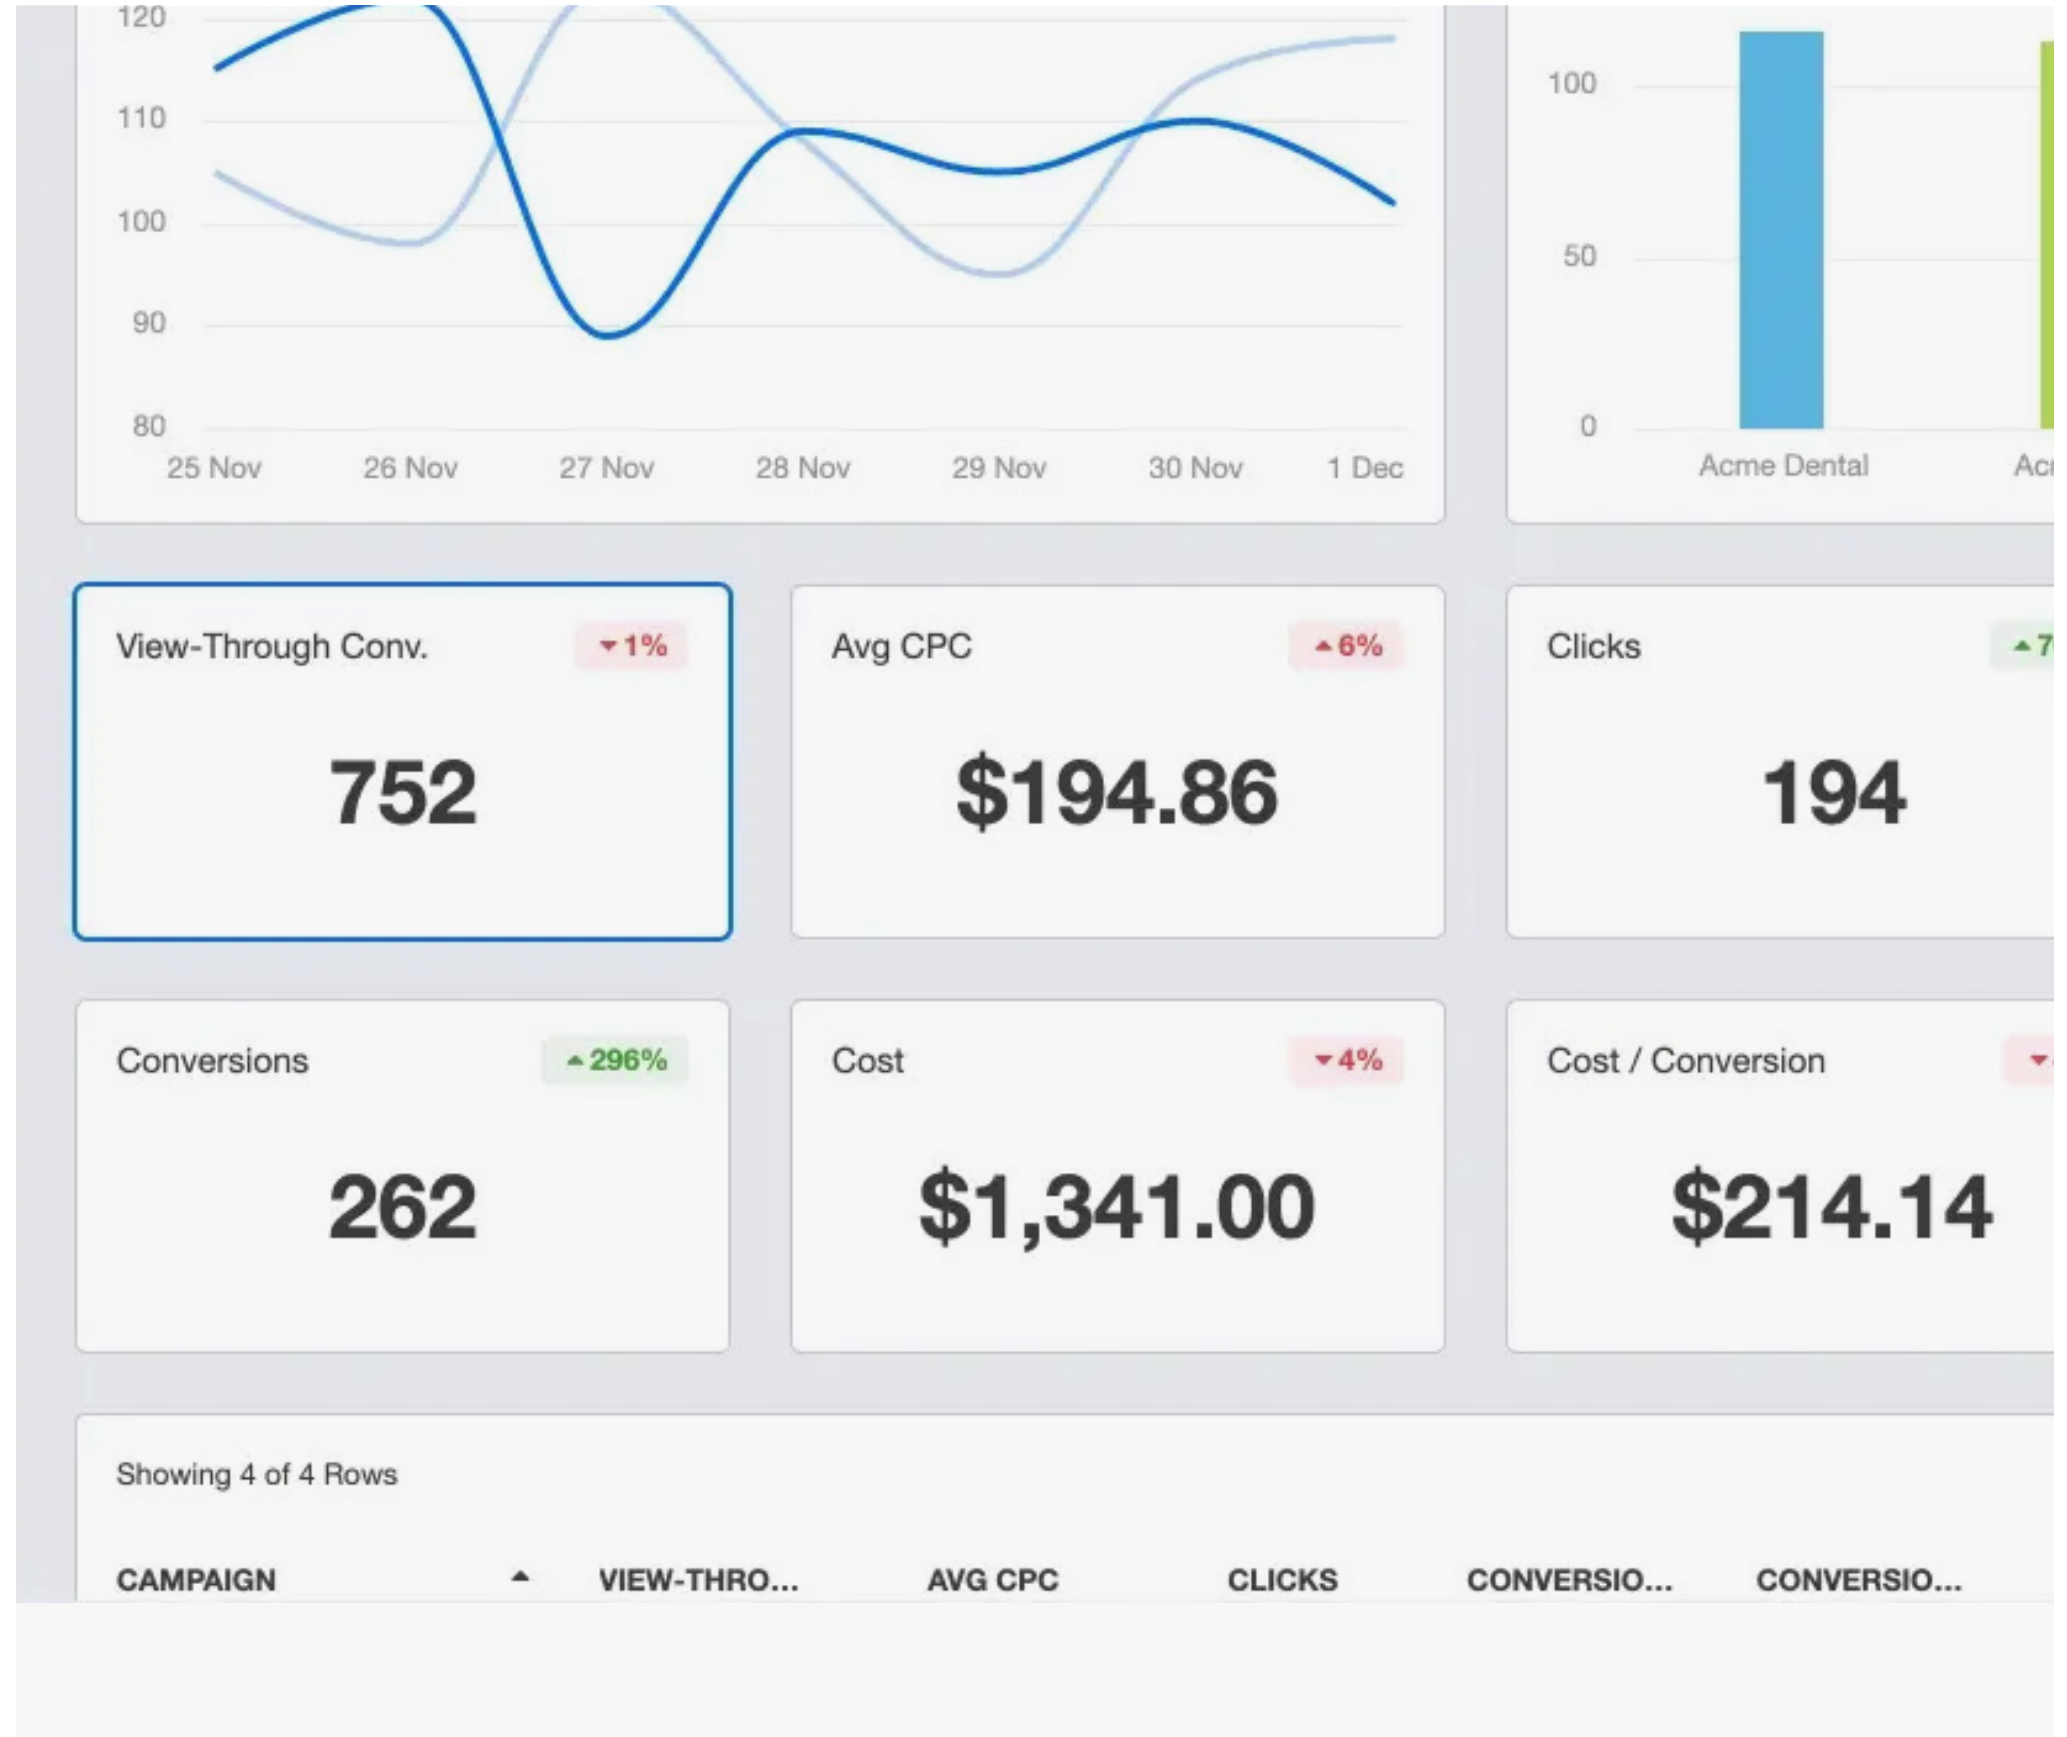 120
110
100
90
80
25 Nov 26 Nov 27 Nov 28 Nov 29 Nov 30 Nov 1 Dec
100
50
0
Acme Dental
View-Through Conv. ▼1%
752
Avg CPC ▲6%
$194.86
Clicks ▲7
194
Conversions ▲296%
262
Cost ▼4%
$1,341.00
Cost / Conversion ▼
$214.14
Showing 4 of 4 Rows
CAMPAIGN ▲ VIEW-THRO... AVG CPC CLICKS CONVERSIO... CONVERSIO...